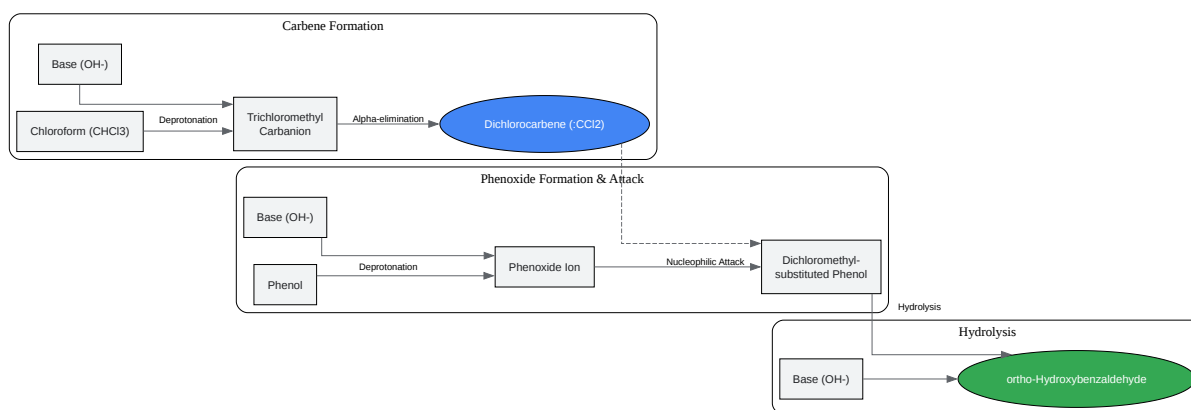 Carbene Formation
Base (OH-)
Chloroform (CHCl3)
Deprotonation
Trichloromethyl
Carbanion
Alpha-elimination
Dichlorocarbene (:CCl2)
Phenoxide Formation & Attack
Base (OH-)
Phenol
Deprotonation
Phenoxide Ion
Nucleophilic Attack
Dichloromethyl-
substituted Phenol
Hydrolysis
Hydrolysis
Base (OH-)
ortho-Hydroxybenzaldehyde